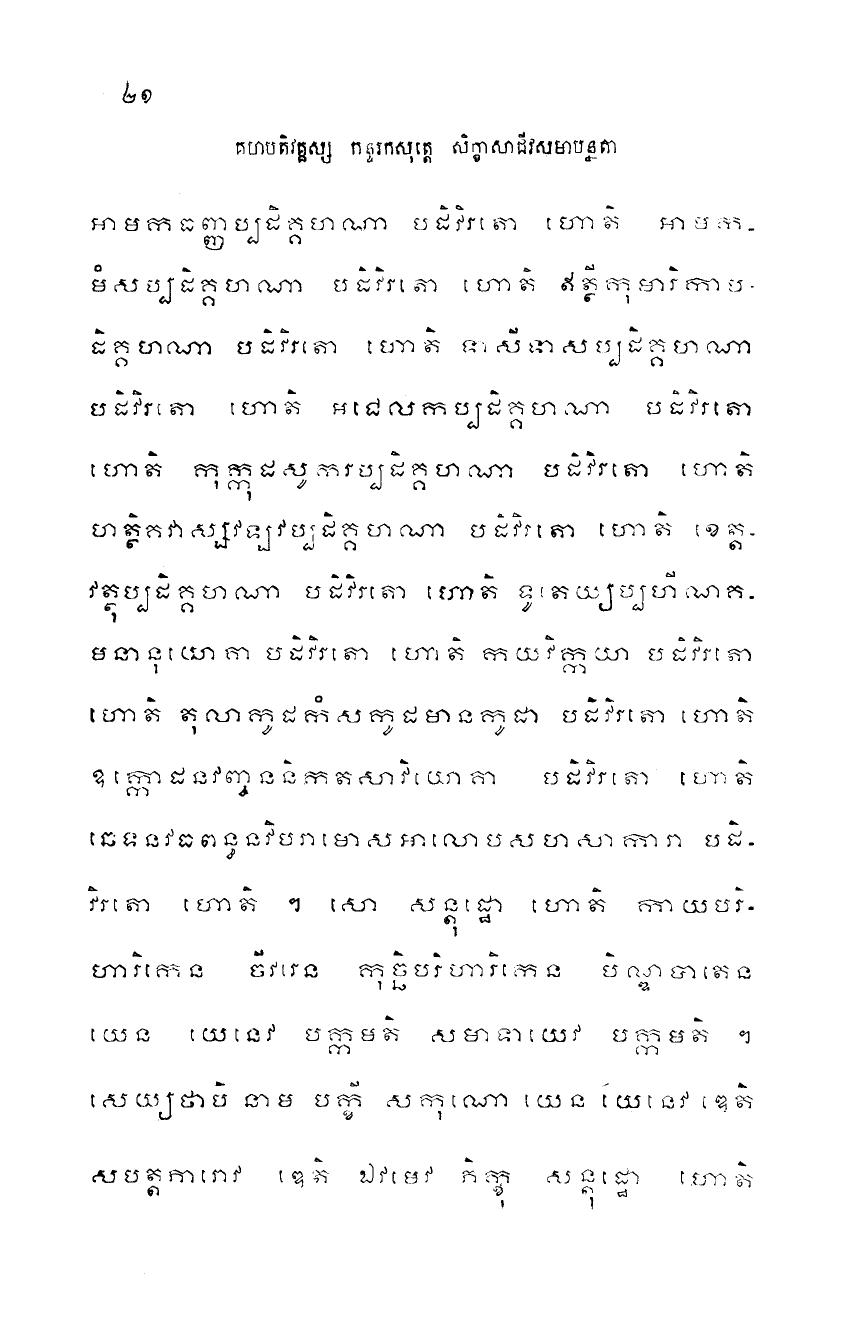 ២១
គហបតិវគ្គស្ស កន្ទរកសុត្តេ សិក្ខាសាជីវសមាបន្នតា
អាមកធញ្ញប្បដិគ្គហណា បដិវិរតោ ហោតិ អាមក-
មំសប្បដិគ្គហណា បដិវិរតោ ហោតិ ឥត្ថីកុមារិកាប-
ដិគ្គហណា បដិវិរតោ ហោតិ ទាសីទាសប្បដិគ្គហណា
បដិវិរតោ ហោតិ អជេលកប្បដិគ្គហណា បដិវិរតោ
ហោតិ កុក្កុដសូករប្បដិគ្គហណា បដិវិរតោ ហោតិ
ហត្ថិគវាស្សវឡវប្បដិគ្គហណា បដិវិរតោ ហោតិ ខេត្ត-
វត្ថុប្បដិគ្គហណា បដិវិរតោ ហោតិ ទូតេយ្យប្បហីណគ-
មនានុយោគា បដិវិរតោ ហោតិ កយវិក្កយា បដិវិរតោ
ហោតិ តុលាកូដកំសកូដមានកូដា បដិវិរតោ ហោតិ
ឧក្កោដនវញ្ចននិកតសាវិយោគា បដិវិរតោ ហោតិ
ឆេទនវធពន្ធនវិបរាមោសអាលោបសហសាការា បដិ-
វិរតោ ហោតិ ។ សោ សន្តុដ្ឋោ ហោតិ កាយបរិ-
ហារិកេន ចីវរេន កុច្ឆិបរិហារិកេន បិណ្ឌបាតេន
យេន យេនេវ បក្កមតិ សមាទាយេវ បក្កមតិ ។
សេយ្យថាបិ នាម បក្ខី សកុណោ យេន យេនេវ ឌេតិ
សបត្តភារោវ ឌេតិ ឯវមេវ ភិក្ខុ សន្តុដ្ឋោ ហោតិ